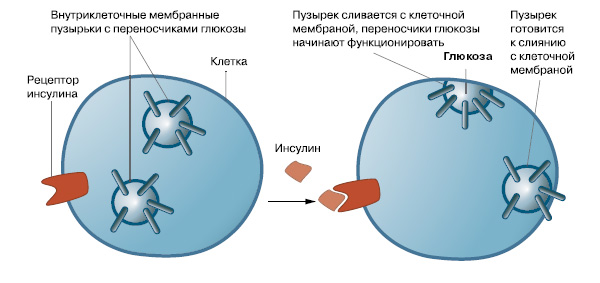 Внутриклеточные мембранные
пузырьки с переносчиками глюкозы
Рецептор
инсулина
Клетка
Инсулин
Пузырек сливается с клеточной
мембраной, переносчики глюкозы
начинают функционировать
Глюкоза
Пузырек
готовится
к слиянию
с клеточной
мембраной